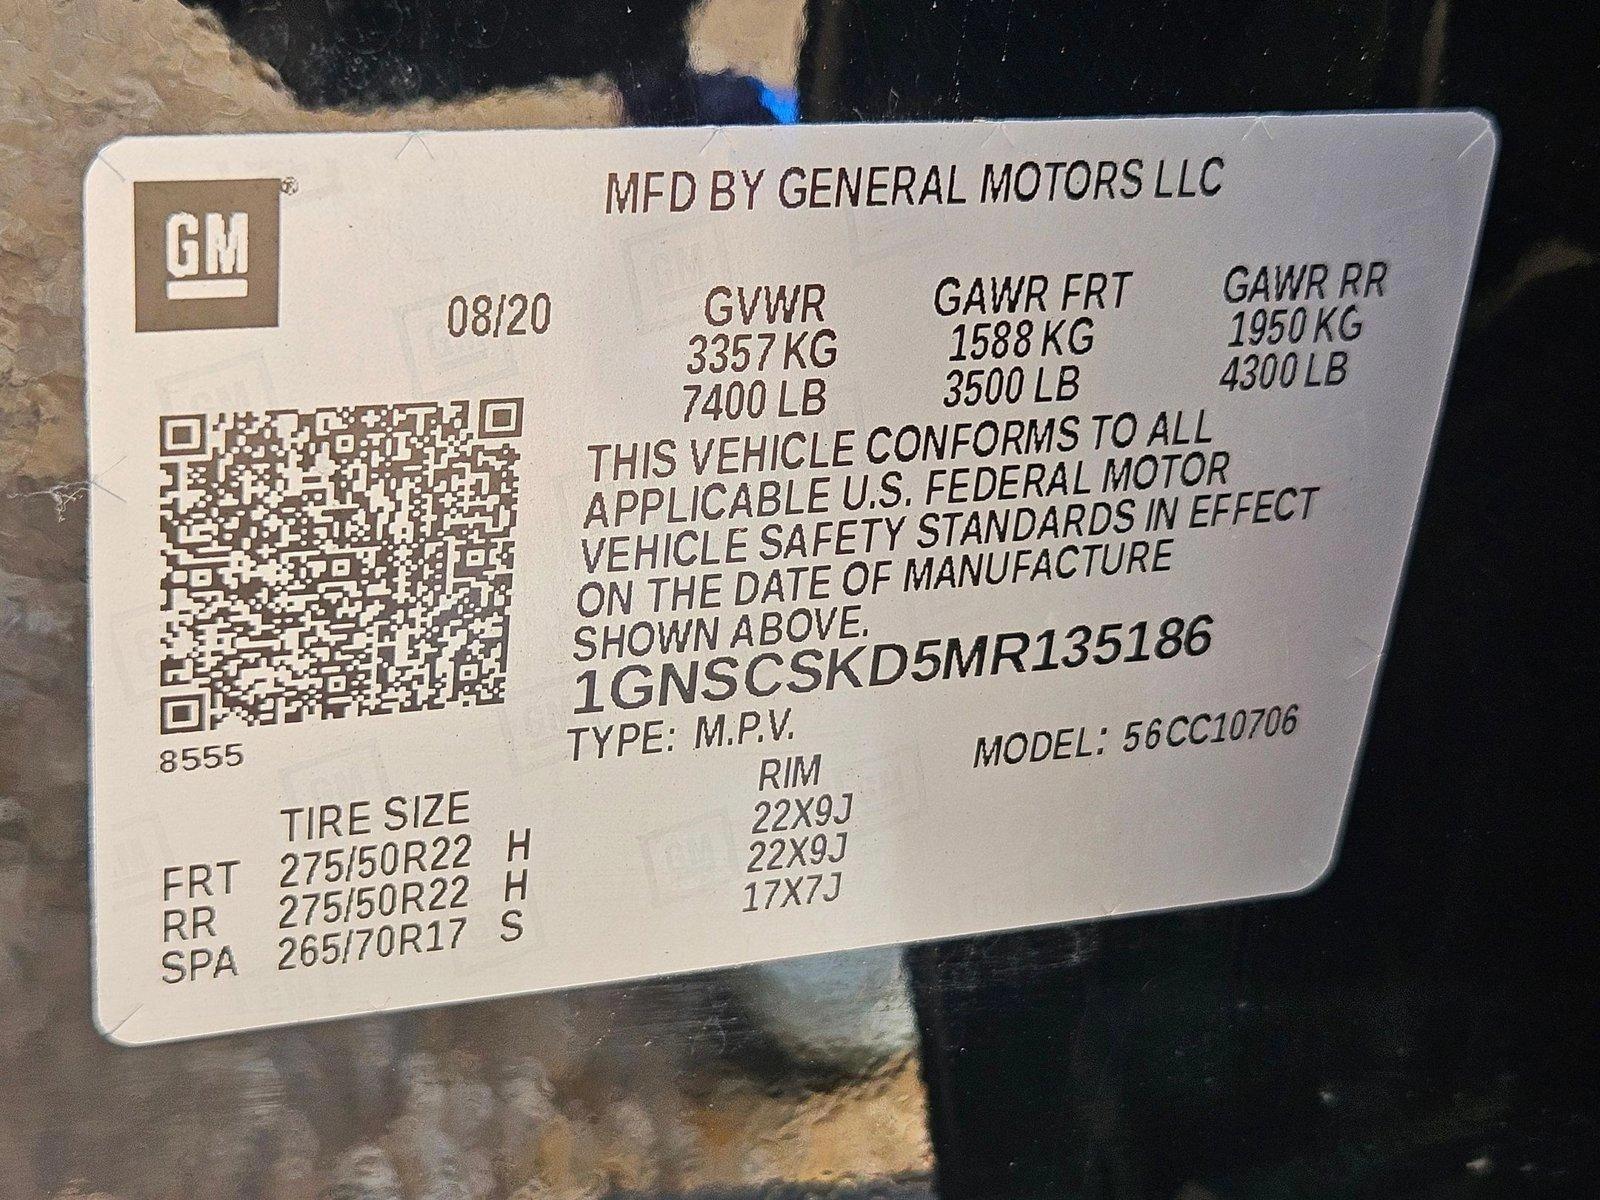 GM®
MFD BY GENERAL MOTORS LLC
08/20
GVWR
3357 KG
7400 LB
GAWR FRT
1588 KG
3500 LB
GAWR RR
1950 KG
4300 LB
THIS VEHICLE CONFORMS TO ALL
APPLICABLE U.S. FEDERAL MOTOR
VEHICLE SAFETY STANDARDS IN EFFECT
ON THE DATE OF MANUFACTURE
SHOWN ABOVE.
1GNSCSKD5MR135186
TYPE: M.P.V.
MODEL: 56CC10706
8555
TIRE SIZE RIM
FRT 275/50R22 H 22X9J
RR 275/50R22 H 22X9J
SPA 265/70R17 S 17X7J